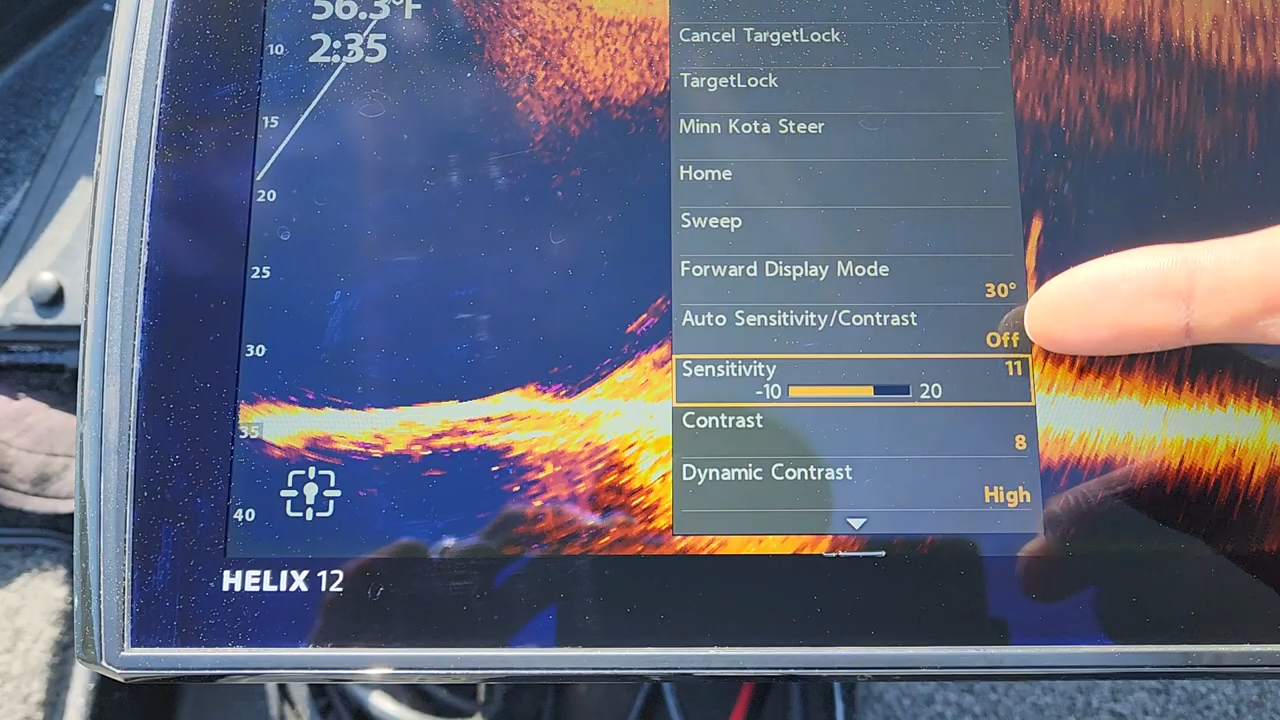 56.3°F
2:35
10
15
20
25
30
35
40
Cancel TargetLock
TargetLock
Minn Kota Steer
Home
Sweep
Forward Display Mode
30°
Auto Sensitivity/Contrast
Off
Sensitivity 11
-10 20
Contrast
8
Dynamic Contrast
High
HELIX 12